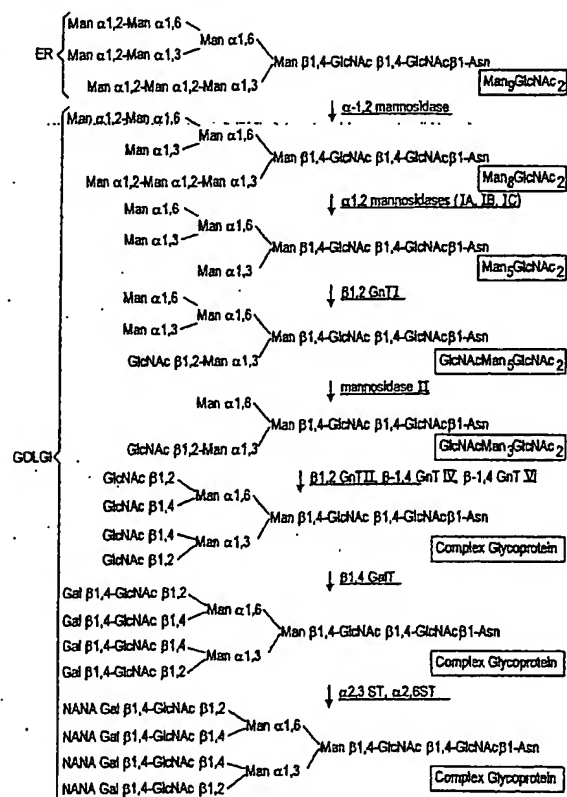 Man α1,2-Man α1,6
Man α1,6
ER
Man α1,2-Man α1,3
Man β1,4-GlcNAc β1,4-GlcNAcβ1-Asn
Man α1,2-Man α1,2-Man α1,3
Man9GlcNAc2
↓ α-1,2 mannosidase
Man α1,2-Man α1,6
Man α1,6
Man α1,3
Man β1,4-GlcNAc β1,4-GlcNAcβ1-Asn
Man α1,2-Man α1,2-Man α1,3
Man8GlcNAc2
↓ α1,2 mannosidases (IA, IB, IC)
Man α1,6
Man α1,6
Man α1,3
Man β1,4-GlcNAc β1,4-GlcNAcβ1-Asn
Man α1,3
Man5GlcNAc2
↓ β1,2 GnTI
Man α1,6
Man α1,6
Man α1,3
Man β1,4-GlcNAc β1,4-GlcNAcβ1-Asn
GlcNAc β1,2-Man α1,3
GlcNAcMan5GlcNAc2
↓ mannosidase II
Man α1,6
Man β1,4-GlcNAc β1,4-GlcNAcβ1-Asn
GlcNAc β1,2-Man α1,3
GlcNAcMan3GlcNAc2
GOLGI
↓ β1,2 GnTII, β-1,4 GnT IV, β-1,4 GnT VI
GlcNAc β1,2
Man α1,6
GlcNAc β1,4
Man β1,4-GlcNAc β1,4-GlcNAcβ1-Asn
GlcNAc β1,4
Man α1,3
GlcNAc β1,2
Complex Glycoprotein
↓ β1,4 GalT
Gal β1,4-GlcNAc β1,2
Man α1,6
Gal β1,4-GlcNAc β1,4
Man β1,4-GlcNAc β1,4-GlcNAcβ1-Asn
Gal β1,4-GlcNAc β1,4
Man α1,3
Gal β1,4-GlcNAc β1,2
Complex Glycoprotein
↓ α2,3 ST, α2,6ST
NANA Gal β1,4-GlcNAc β1,2
Man α1,6
NANA Gal β1,4-GlcNAc β1,4
Man β1,4-GlcNAc β1,4-GlcNAcβ1-Asn
NANA Gal β1,4-GlcNAc β1,4
Man α1,3
NANA Gal β1,4-GlcNAc β1,2
Complex Glycoprotein